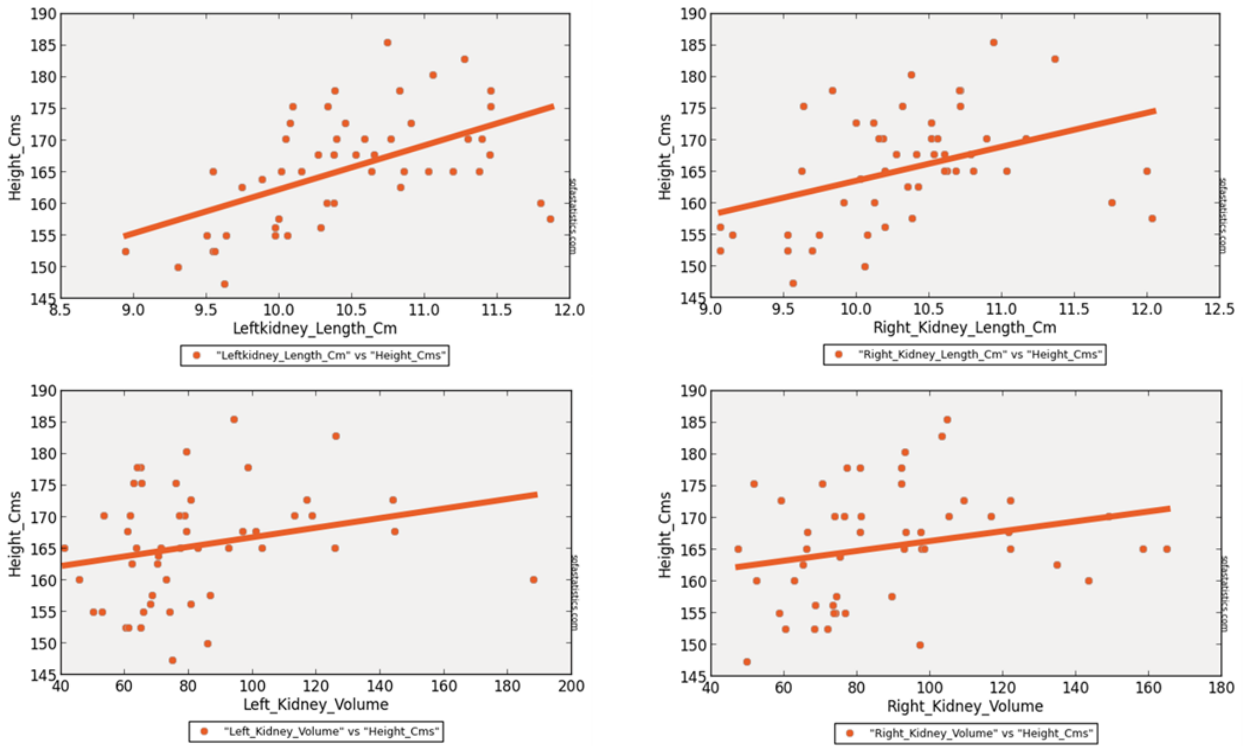 190
185
180
175
170
165
160
155
150
145
Height_Cms
8.5 9.0 9.5 10.0 10.5 11.0 11.5 12.0
Leftkidney_Length_Cm
sofastatistics.com
"Leftkidney_Length_Cm" vs "Height_Cms"
190
185
180
175
170
165
160
155
150
145
Height_Cms
9.0 9.5 10.0 10.5 11.0 11.5 12.0 12.5
Right_Kidney_Length_Cm
sofastatistics.com
"Right_Kidney_Length_Cm" vs "Height_Cms"
190
185
180
175
170
165
160
155
150
145
Height_Cms
40 60 80 100 120 140 160 180 200
Left_Kidney_Volume
sofastatistics.com
"Left_Kidney_Volume" vs "Height_Cms"
190
185
180
175
170
165
160
155
150
145
Height_Cms
40 60 80 100 120 140 160 180
Right_Kidney_Volume
sofastatistics.com
"Right_Kidney_Volume" vs "Height_Cms"